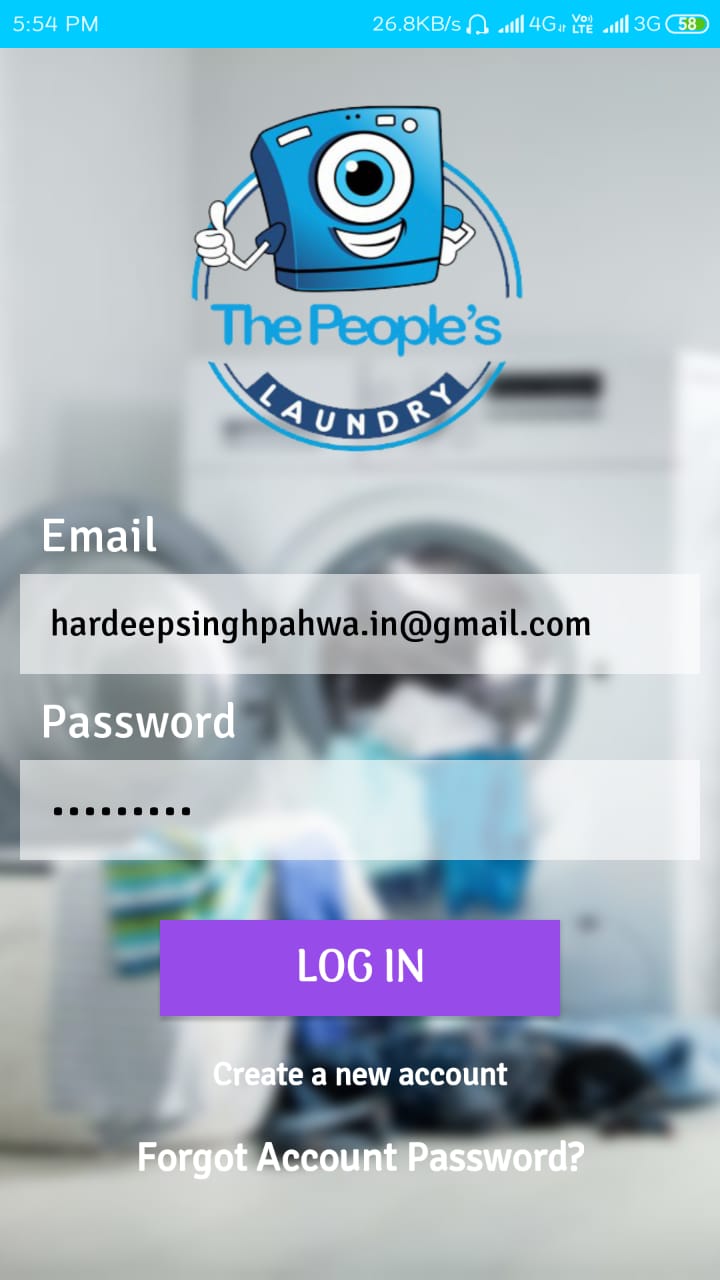 5:54 PM 26.8KB/s 4G Vo) LTE 3G 58
The People's
LAUNDRY
Email
hardeepsinghpahwa.in@gmail.com
Password
•••••••••
LOG IN
Create a new account
Forgot Account Password?